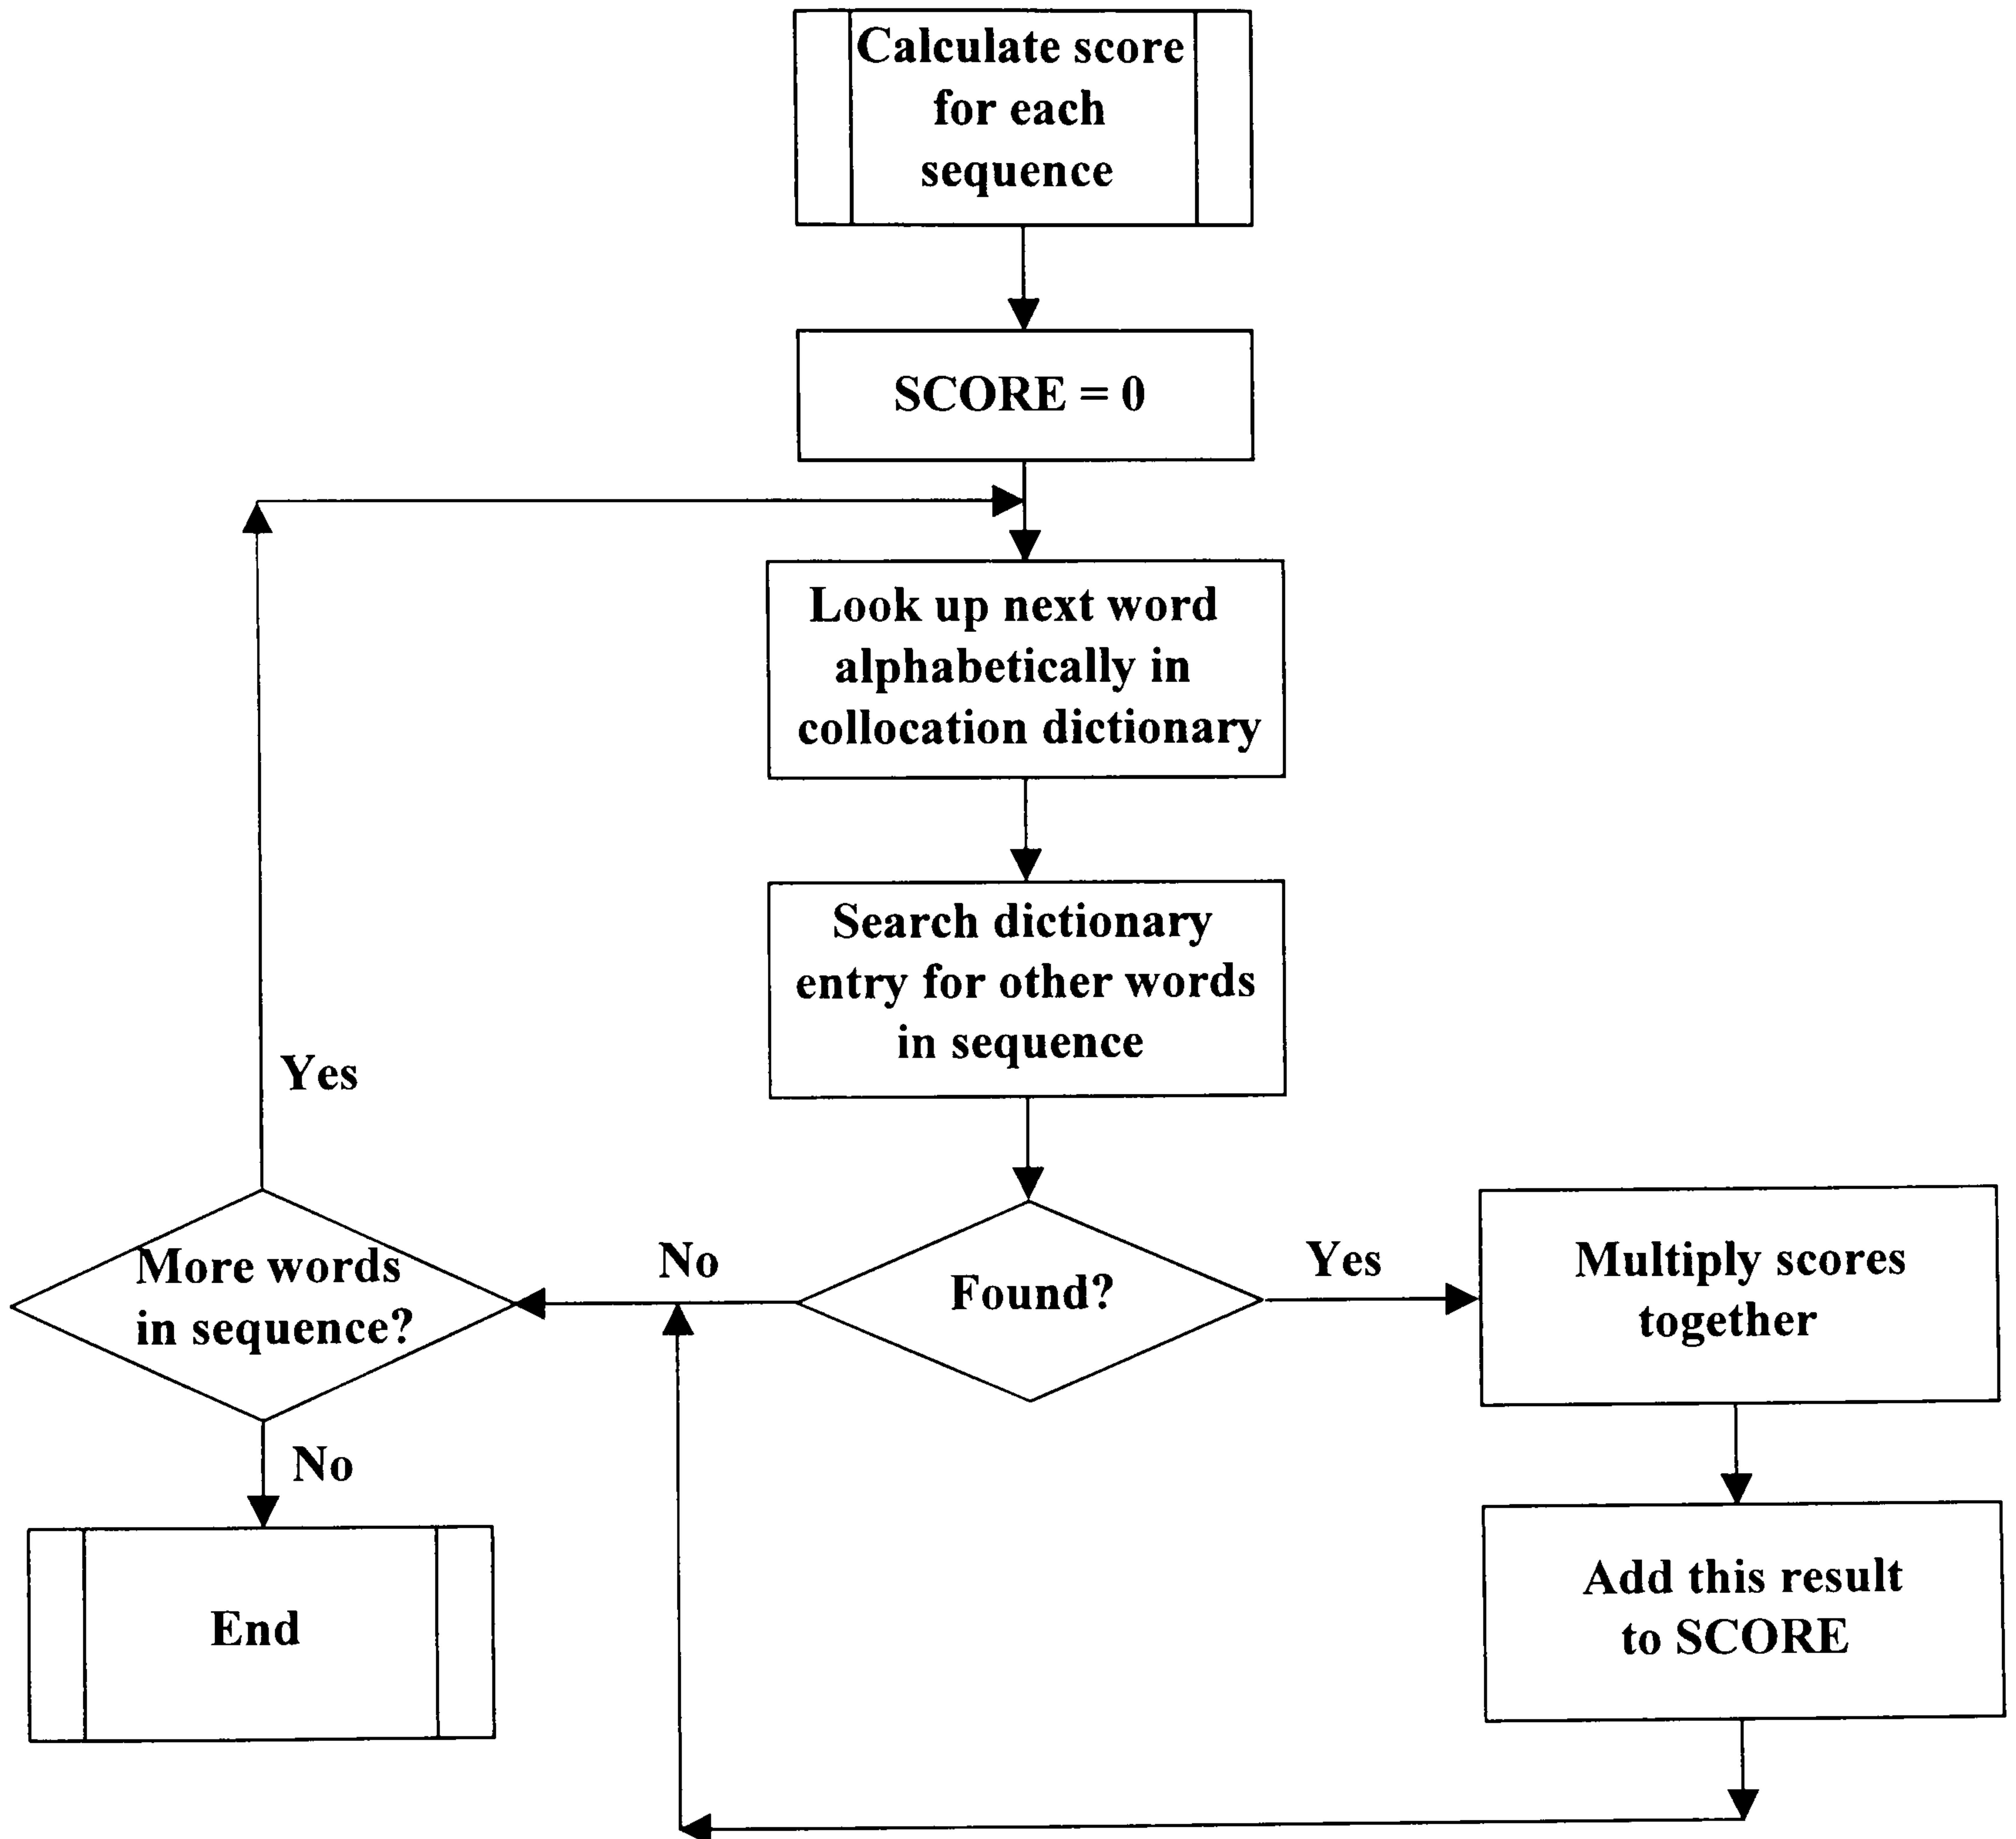 Calculate score
for each
sequence
SCORE = 0
Look up next word
alphabetically in
collocation dictionary
Search dictionary
entry for other words
in sequence
Yes
More words
in sequence?
No
Found?
Yes
Multiply scores
together
No
End
Add this result
to SCORE